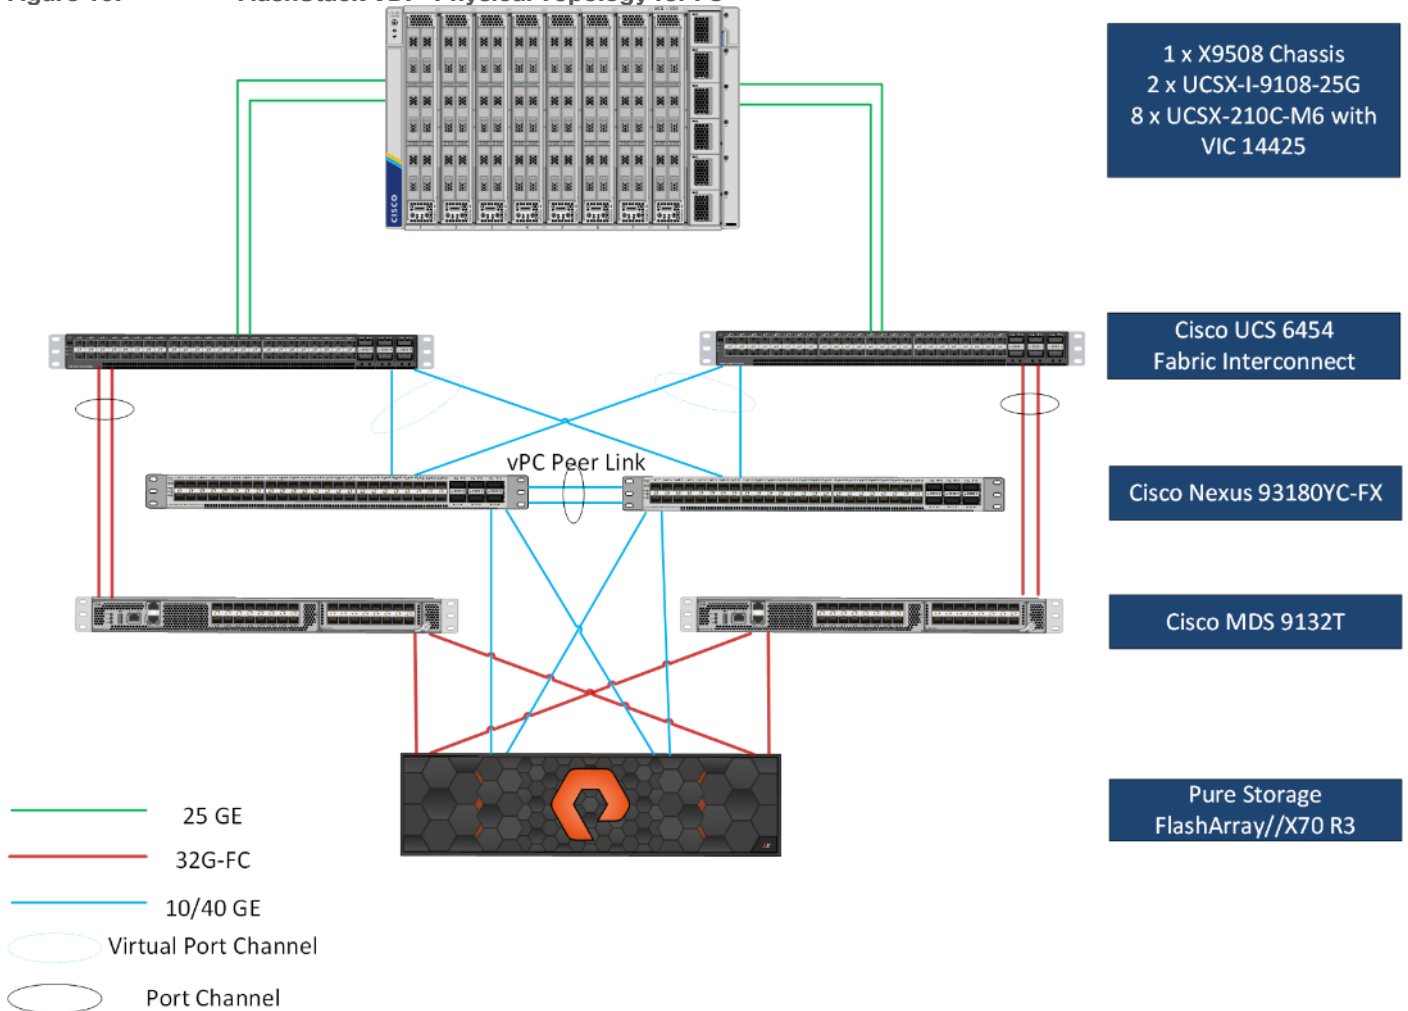 vPC Peer Link
1 x X9508 Chassis
2 x UCSX-I-9108-25G
8 x UCSX-210C-M6 with
VIC 14425
Cisco UCS 6454
Fabric Interconnect
Cisco Nexus 93180YC-FX
Cisco MDS 9132T
Pure Storage
FlashArray//X70 R3
CISCO
25 GE
32G-FC
10/40 GE
Virtual Port Channel
Port Channel